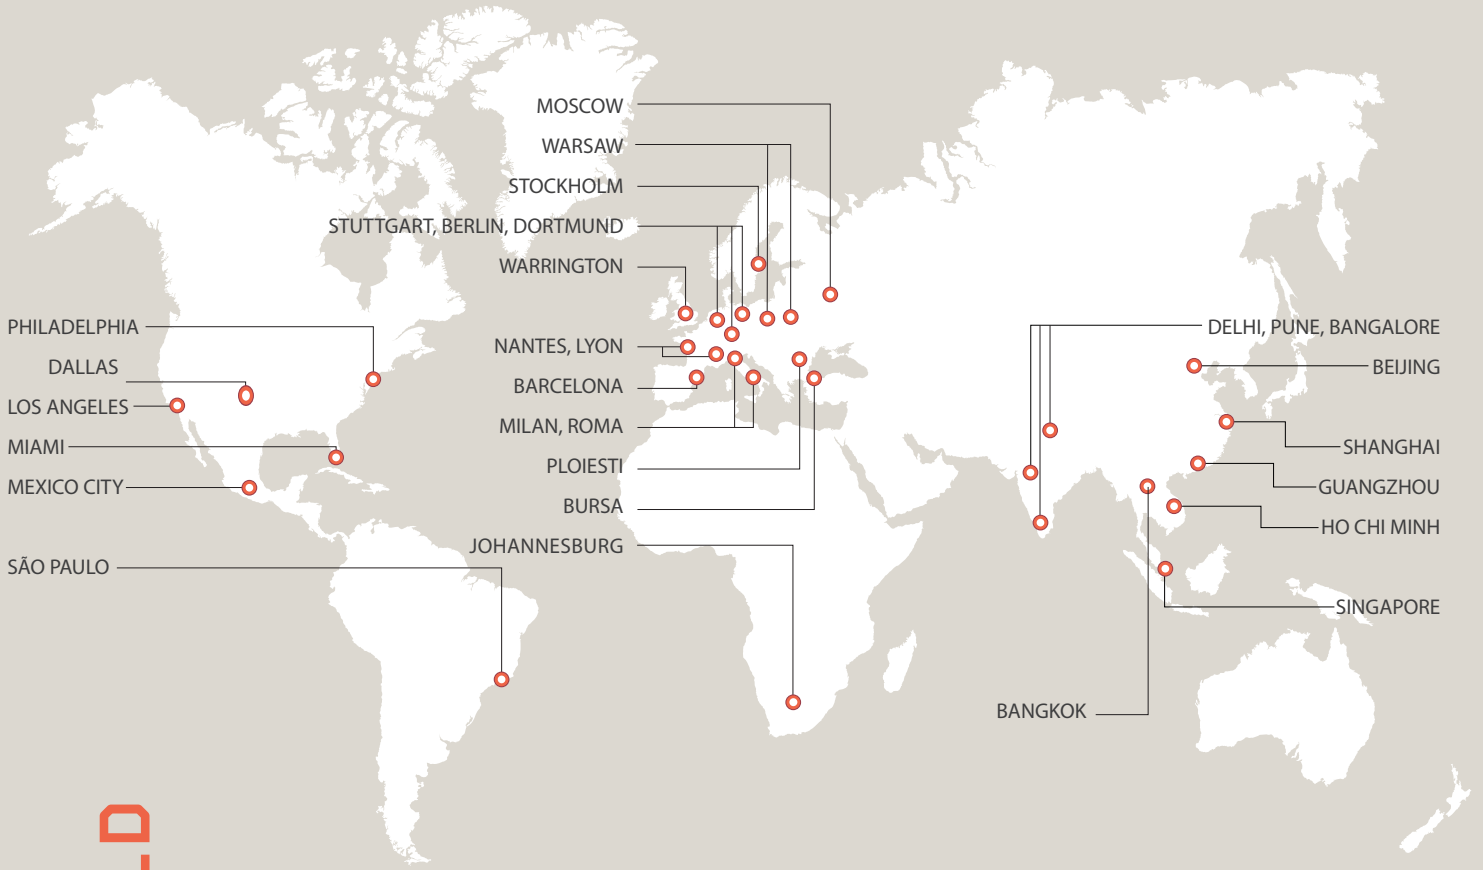 MOSCOW
WARSAW
STOCKHOLM
STUTTGART, BERLIN, DORTMUND
WARRINGTON
NANTES, LYON
BARCELONA
MILAN, ROMA
PLOIESTI
BURSA
JOHANNESBURG
PHILADELPHIA
DALLAS
LOS ANGELES
MIAMI
MEXICO CITY
SÃO PAULO
DELHI, PUNE, BANGALORE
BEIJING
SHANGHAI
GUANGZHOU
HO CHI MINH
SINGAPORE
BANGKOK
D